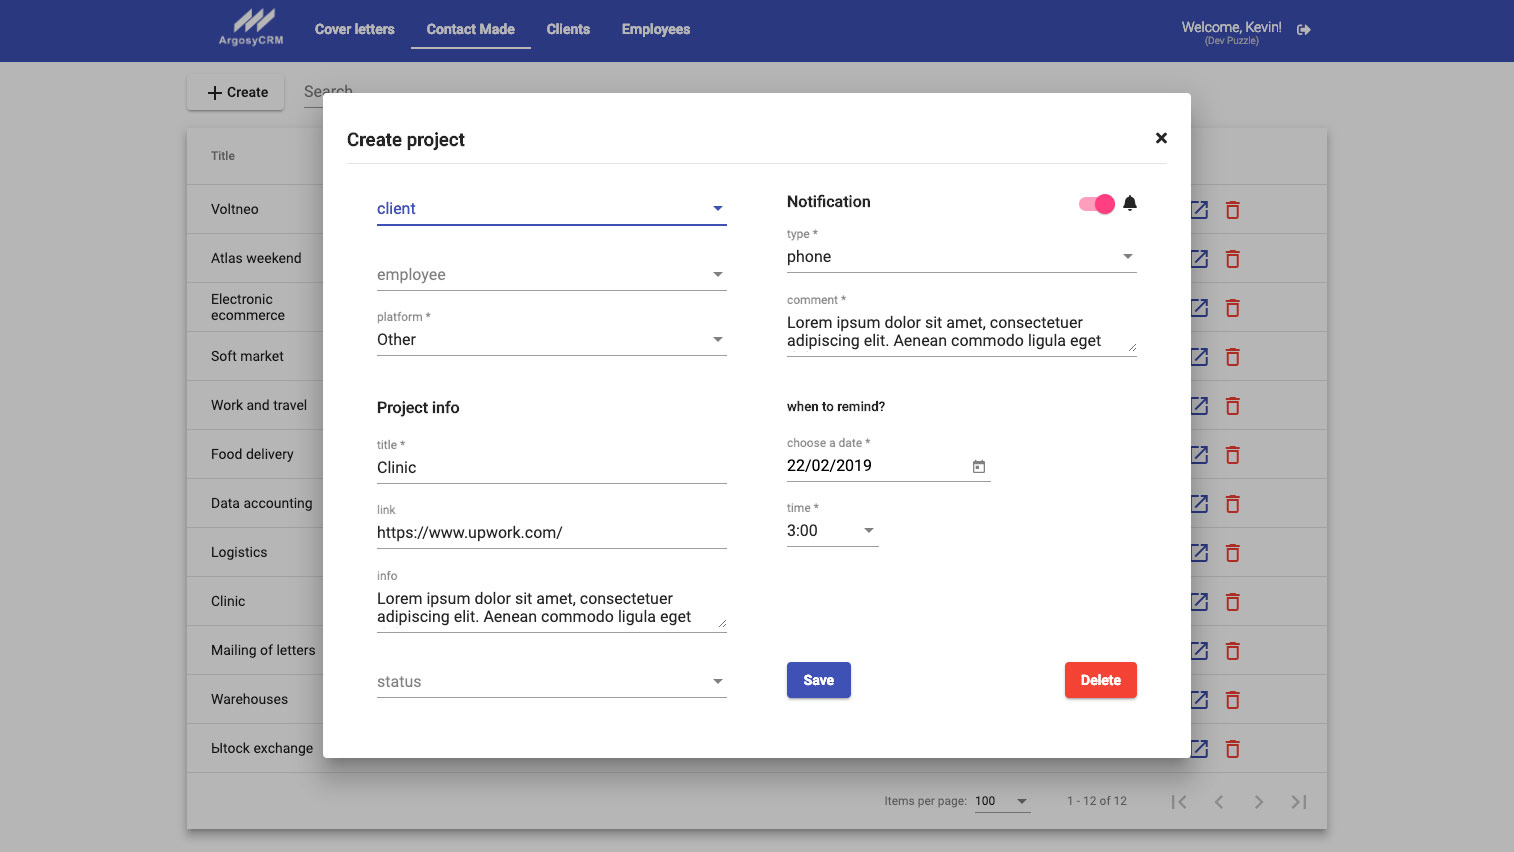 ArgosyCRM
Cover letters
Contact Made
Clients
Employees
Welcome, Kevin!
(Dev Puzzle)
Create
Search
Title
Voltneo
Atlas weekend
Electronic
ecommerce
Soft market
Work and travel
Food delivery
Data accounting
Logistics
Clinic
Mailing of letters
Warehouses
Ыtock exchange
Create project
client
employee
platform *
Other
Project info
title *
Clinic
link
https://www.upwork.com/
info
Lorem ipsum dolor sit amet, consectetuer
adipiscing elit. Aenean commodo ligula eget
status
Notification
type *
phone
comment *
Lorem ipsum dolor sit amet, consectetuer
adipiscing elit. Aenean commodo ligula eget
when to remind?
choose a date *
22/02/2019
time *
3:00
Save
Delete
Items per page: 100
1 - 12 of 12